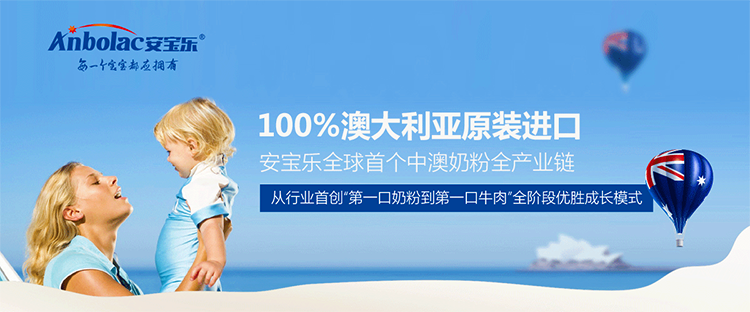 Anbolac安宝乐®
每一个宝宝都应拥有
100%澳大利亚原装进口
安宝乐全球首个中澳奶粉全产业链
从行业首创“第一口奶粉到第一口牛肉”全阶段优胜成长模式